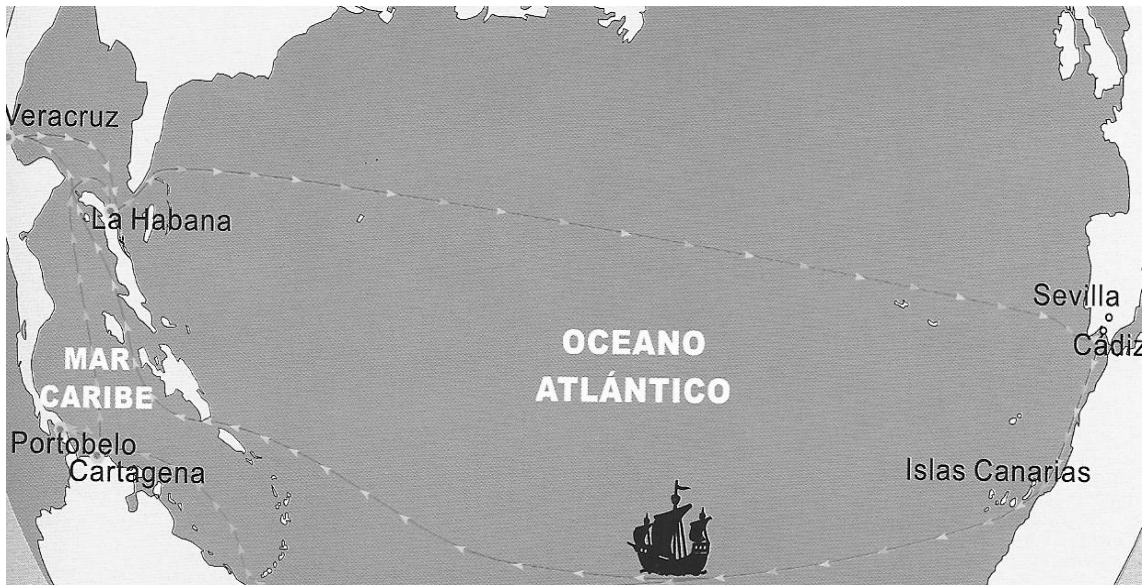 Veracruz
La Habana
Sevilla
Cádiz
OCEANO
ATLÁNTICO
MAR
CARIBE
Portobelo
Cartagena
Islas Canarias